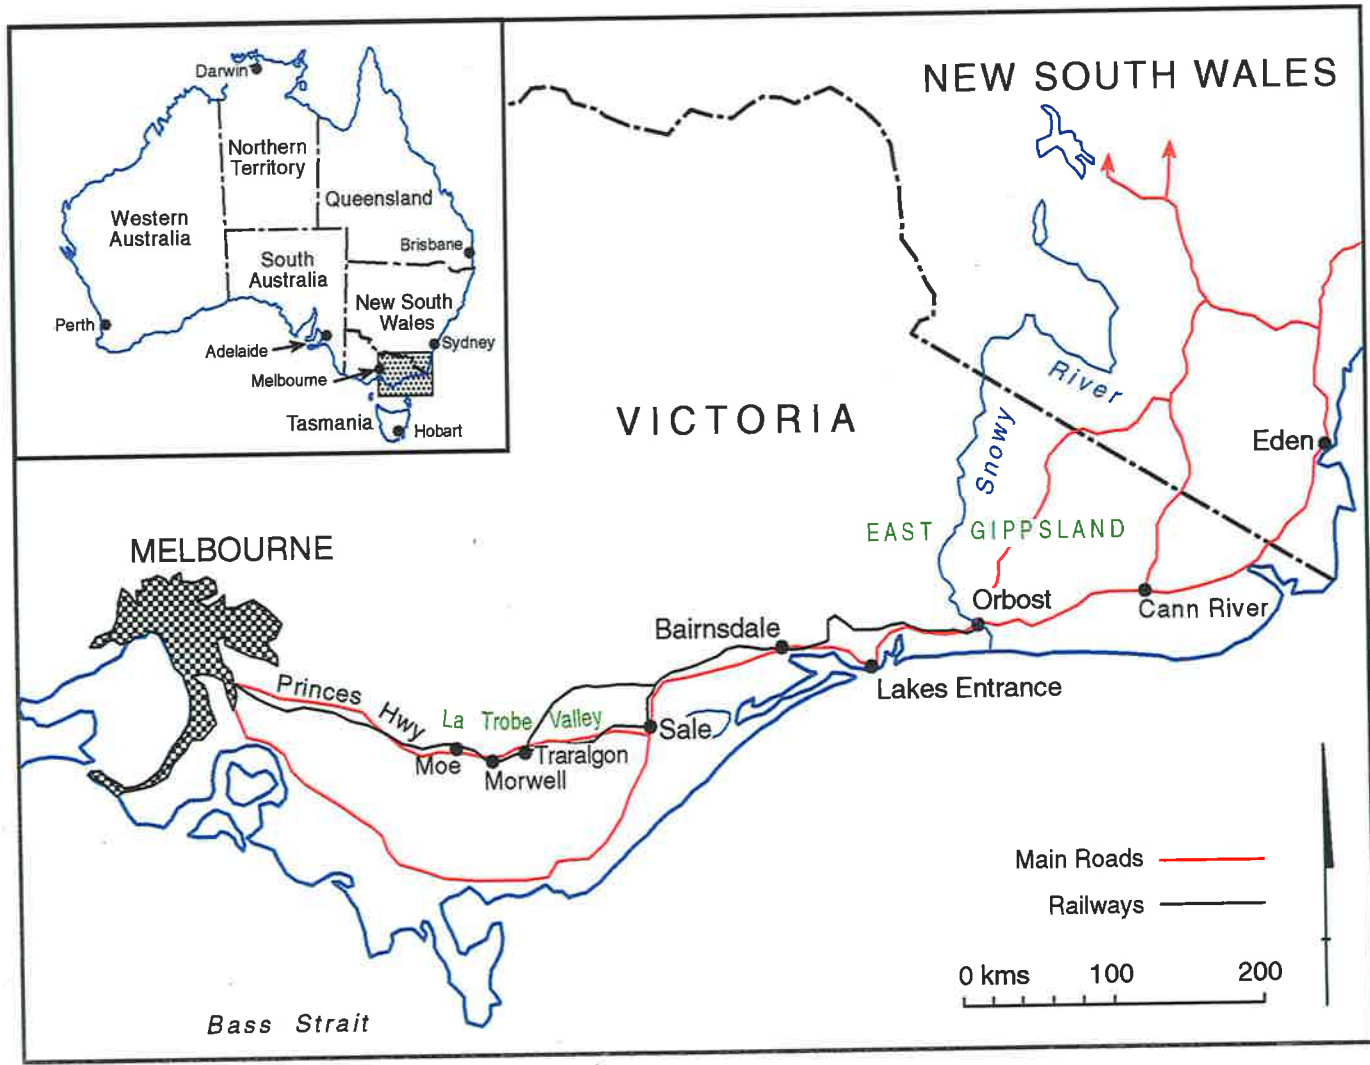 Darwin
Northern
Territory
Queensland
Western
Australia
South
Australia
Brisbane
New South
Wales
Perth
Adelaide
Sydney
Melbourne
Tasmania
Hobart
NEW SOUTH WALES
VICTORIA
River
Snowy
Eden
EAST GIPPSLAND
MELBOURNE
Orbost
Cann River
Bairnsdale
Lakes Entrance
Princes Hwy
La Trobe Valley
Sale
Moe
Traralgon
Morwell
Main Roads
Railways
0 kms 100 200
Bass Strait